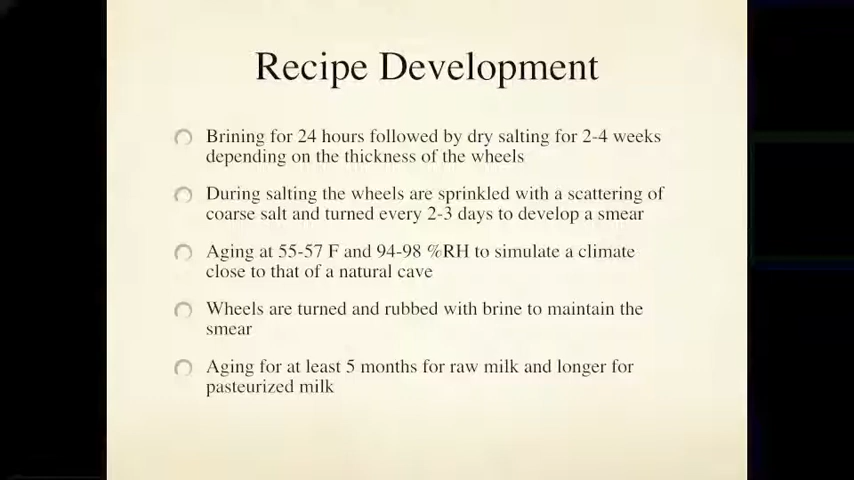 Recipe Development
Brining for 24 hours followed by dry salting for 2-4 weeks
depending on the thickness of the wheels
During salting the wheels are sprinkled with a scattering of
coarse salt and turned every 2-3 days to develop a smear
Aging at 55-57 F and 94-98 %RH to simulate a climate
close to that of a natural cave
Wheels are turned and rubbed with brine to maintain the
smear
Aging for at least 5 months for raw milk and longer for
pasteurized milk